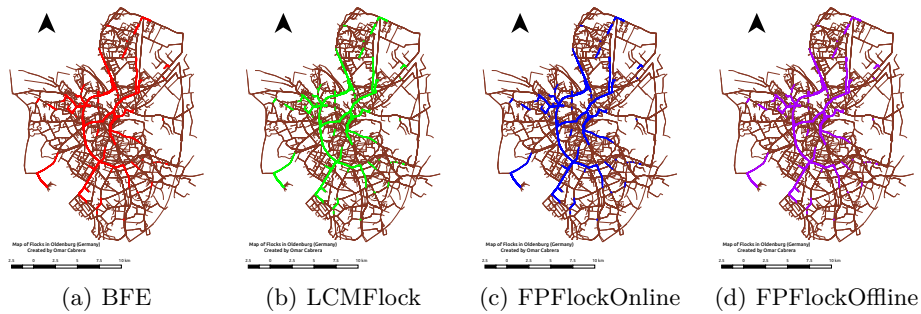 Map of Flocks in Oldenburg (Germany)
Created by Omar Cabrera
2.5 0 2.5 5 7.5 10 km
Map of Flocks in Oldenburg (Germany)
Created by Omar Cabrera
2.5 0 2.5 5 7.5 10 km
Map of Flocks in Oldenburg (Germany)
Created by Omar Cabrera
2.5 0 2.5 5 7.5 10 km
Map of Flocks in Oldenburg (Germany)
Created by Omar Cabrera
2.5 0 2.5 5 7.5 10 km
(a) BFE
(b) LCMFlock
(c) FPFlockOnline
(d) FPFlockOffline